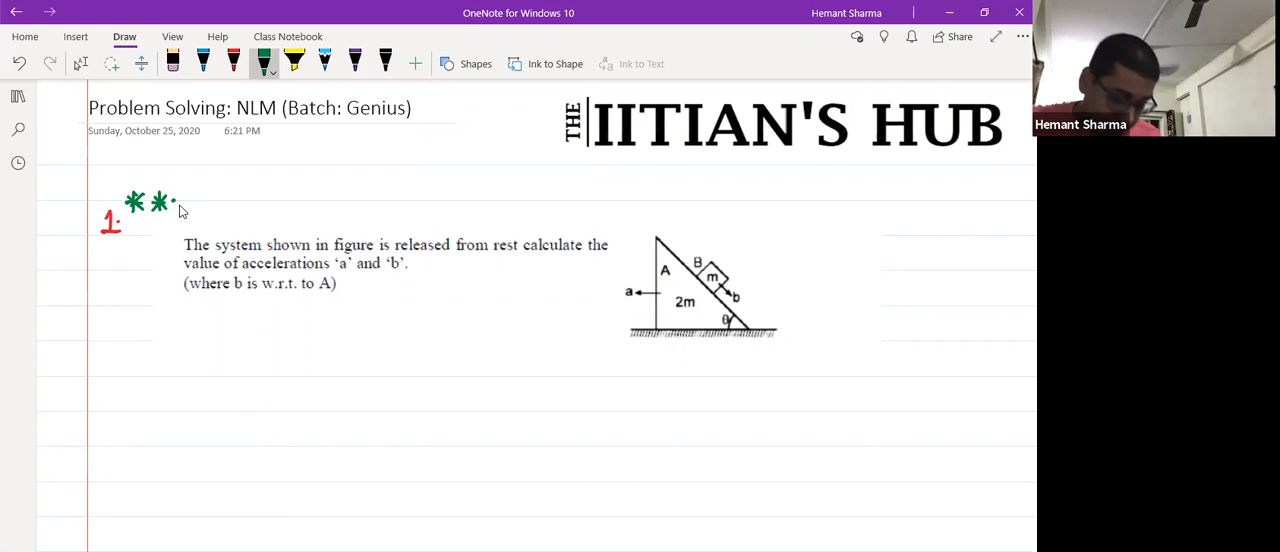 OneNote for Windows 10
Hemant Sharma
Home Insert Draw View Help Class Notebook
Share
Shapes Ink to Shape Ink to Text
Problem Solving: NLM (Batch: Genius)
Sunday, October 25, 2020 6:21 PM
THE IITIAN'S HUB
Hemant Sharma
1. **.
The system shown in figure is released from rest calculate the
value of accelerations ‘a’ and ‘b’.
(where b is w.r.t. to A)
B
A
m
a
b
2m
θ